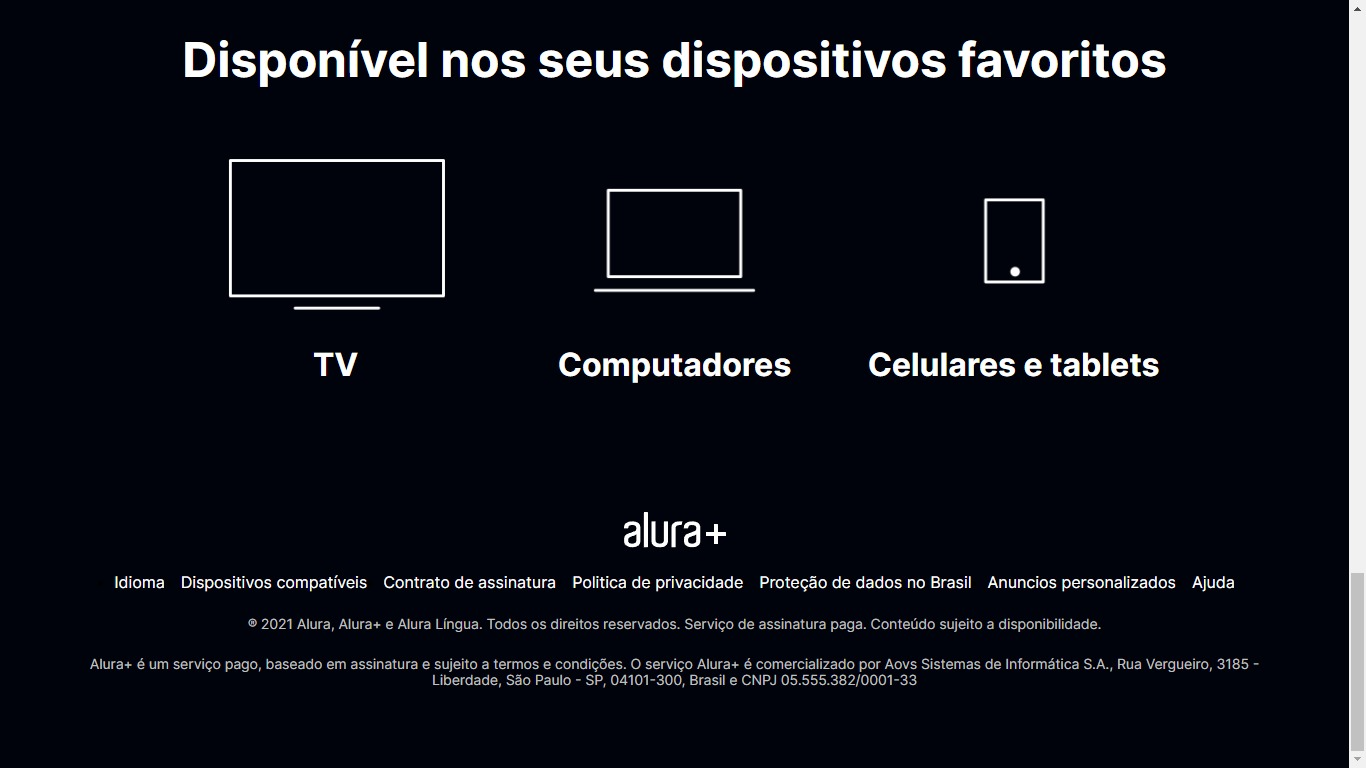 Disponível nos seus dispositivos favoritos
TV
Computadores
Celulares e tablets
alura+
Idioma Dispositivos compatíveis Contrato de assinatura Politica de privacidade Proteção de dados no Brasil Anuncios personalizados Ajuda
® 2021 Alura, Alura+ e Alura Língua. Todos os direitos reservados. Serviço de assinatura paga. Conteúdo sujeito a disponibilidade.
Alura+ é um serviço pago, baseado em assinatura e sujeito a termos e condições. O serviço Alura+ é comercializado por Aovs Sistemas de Informática S.A., Rua Vergueiro, 3185 -
Liberdade, São Paulo - SP, 04101-300, Brasil e CNPJ 05.555.382/0001-33